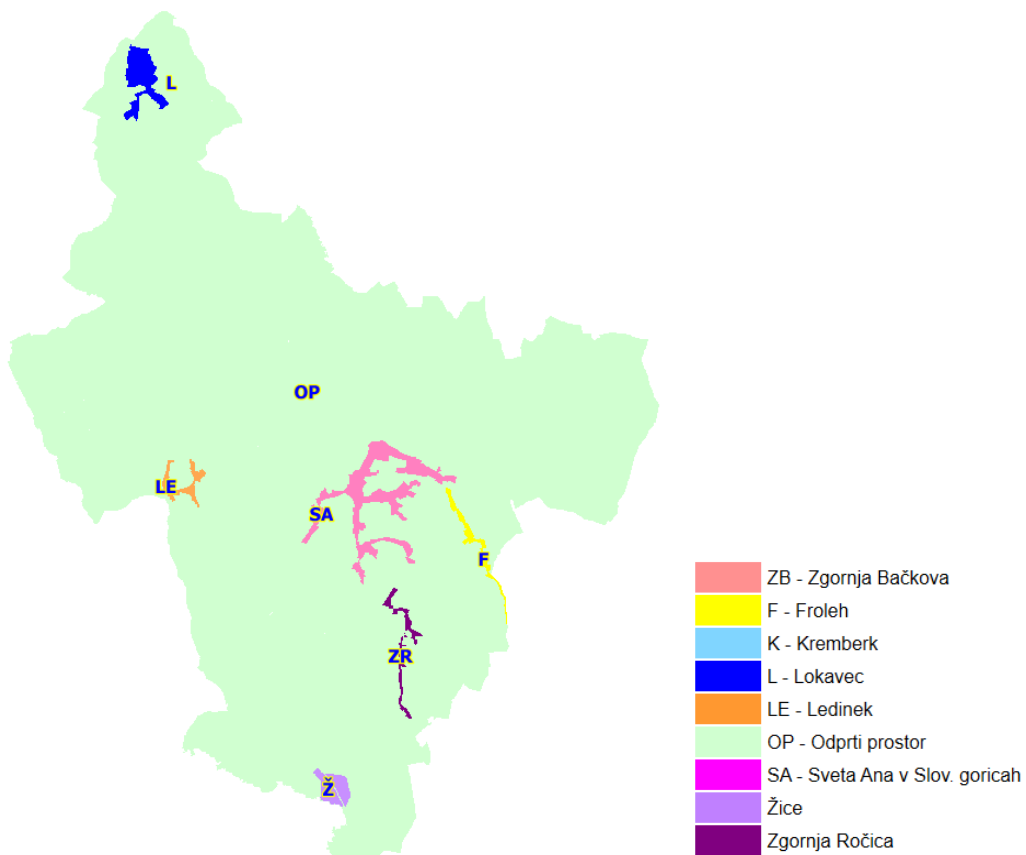 L
OP
LE
SA
F
ZR
Ž
ZB - Zgornja Bačkova
F - Froleh
K - Kremberk
L - Lokavec
LE - Ledinek
OP - Odprti prostor
SA - Sveta Ana v Slov. goricah
Žice
Zgornja Ročica